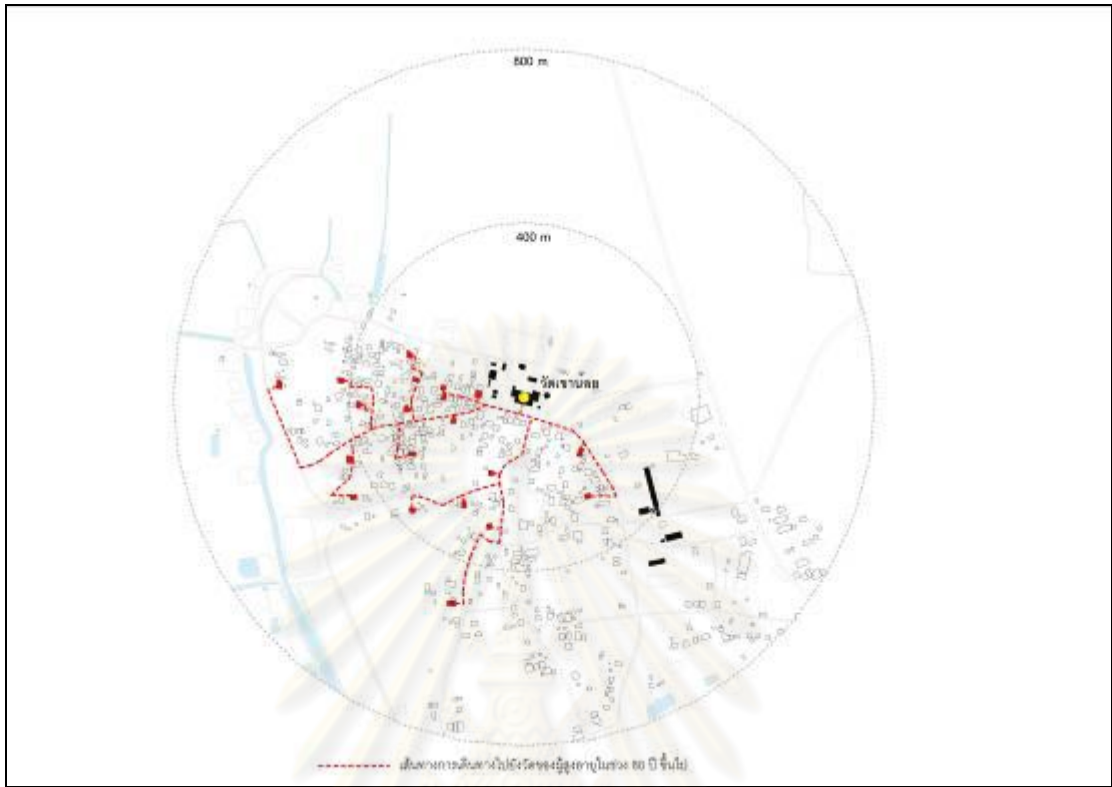 800 m
400 m
วัดเขาบลอ
เส้นทางการเดินทางไปยังวัดของผู้สูงอายุในช่วง 80 ปี ขึ้นไป